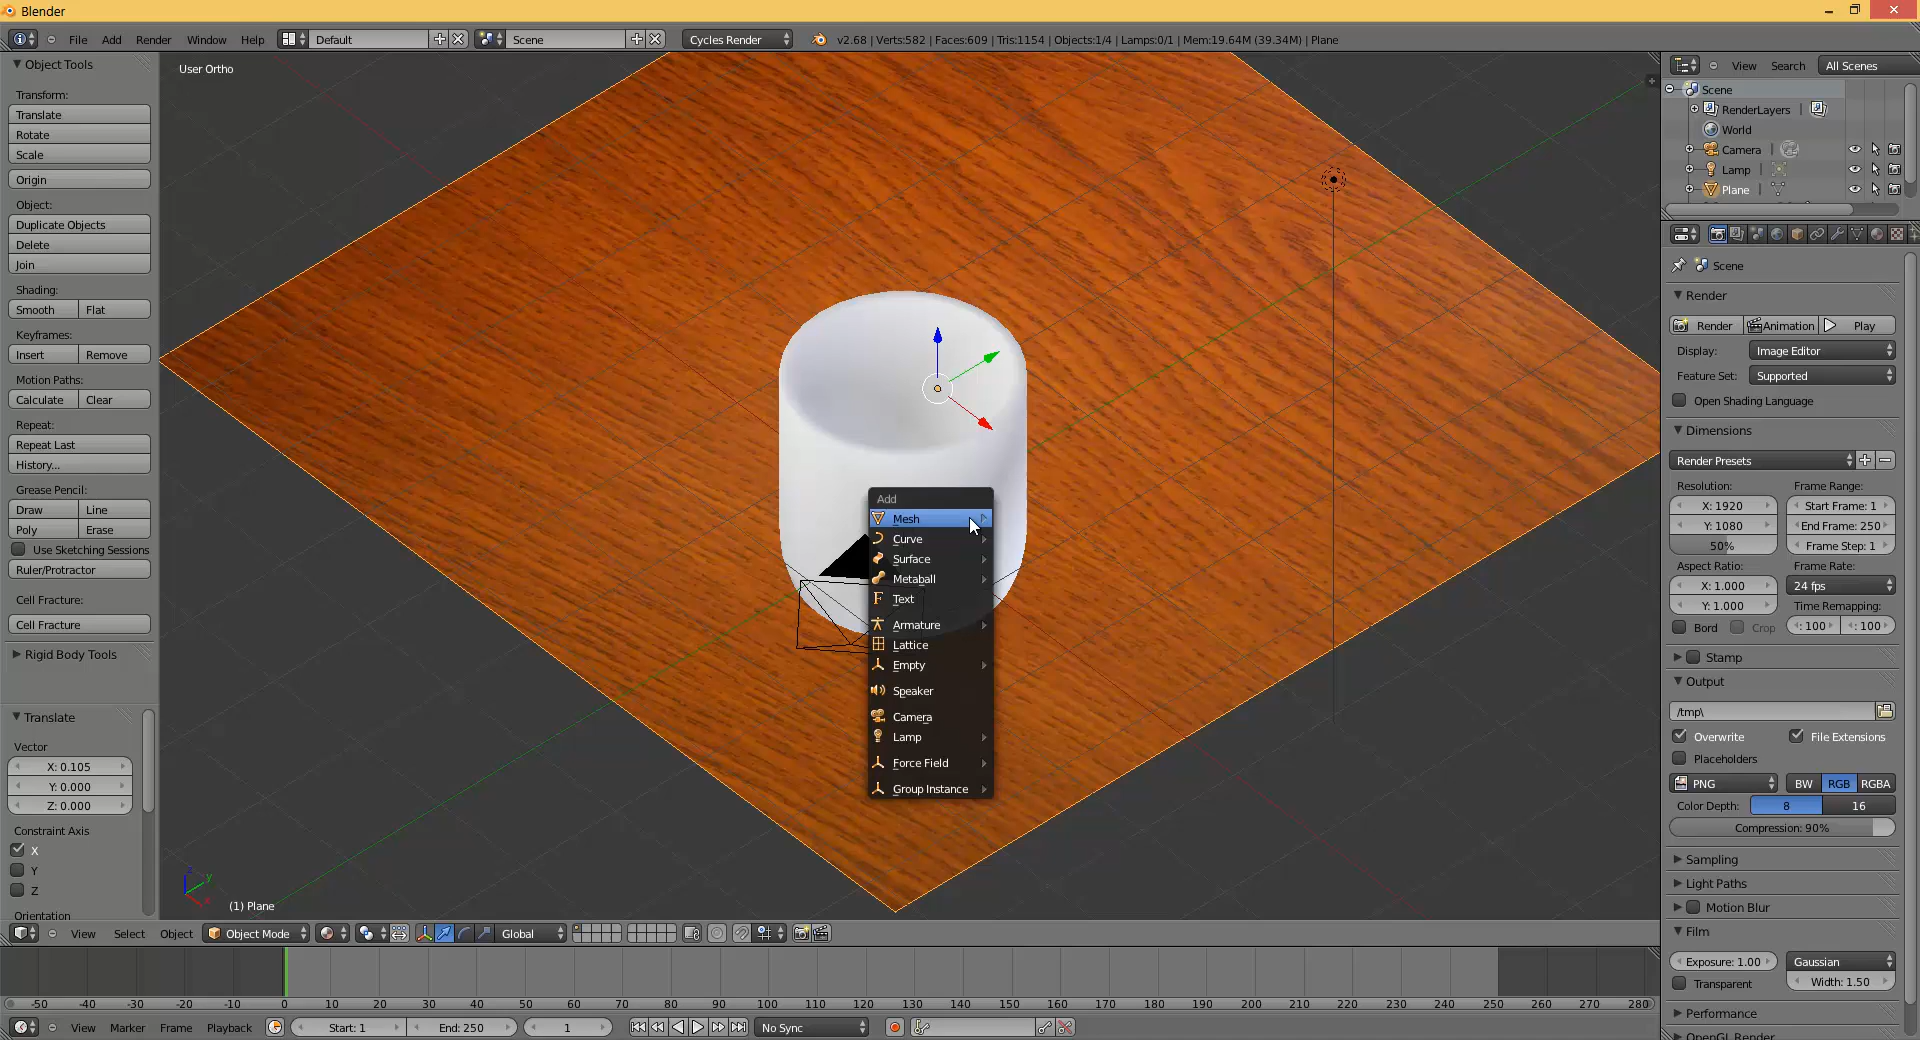 Blender
File Add Render Window Help Default Scene Cycles Render v2.68 | Verts:582 | Faces:609 | Tris:1154 | Objects:1/4 | Lamps:0/1 | Mem:19.64M (39.34M) | Plane
Object Tools
Transform:
Translate
Rotate
Scale
Origin
Object:
Duplicate Objects
Delete
Join
Shading:
Smooth Flat
Keyframes:
Insert Remove
Motion Paths:
Calculate Clear
Repeat:
Repeat Last
History...
Grease Pencil:
Draw Line
Poly Erase
Use Sketching Sessions
Ruler/Protractor
Cell Fracture:
Cell Fracture
Rigid Body Tools
Translate
Vector
X: 0.105
Y: 0.000
Z: 0.000
Constraint Axis
X
Y
Z
Orientation
User Ortho
Add
Mesh
Curve
Surface
Metaball
Text
Armature
Lattice
Empty
Speaker
Camera
Lamp
Force Field
Group Instance
z
y
x
(1) Plane
View Select Object Object Mode Global
View Search All Scenes
Scene
RenderLayers
World
Camera
Lamp
Plane
Scene
Render
Render Animation Play
Display: Image Editor
Feature Set: Supported
Open Shading Language
Dimensions
Render Presets
Resolution: Frame Range:
X: 1920 Start Frame: 1
Y: 1080 End Frame: 250
50% Frame Step: 1
Aspect Ratio: Frame Rate:
X: 1.000 24 fps
Y: 1.000 Time Remapping:
Bord Crop : 100 : 100
Stamp
Output
/tmp\
Overwrite File Extensions
Placeholders
PNG BW RGB RGBA
Color Depth: 8 16
Compression: 90%
Sampling
Light Paths
Motion Blur
Film
Exposure: 1.00 Gaussian
Transparent Width: 1.50
Performance
OpenGL Render
-50 -40 -30 -20 -10 0 10 20 30 40 50 60 70 80 90 100 110 120 130 140 150 160 170 180 190 200 210 220 230 240 250 260 270 280
View Marker Frame Playback Start: 1 End: 250 1 No Sync